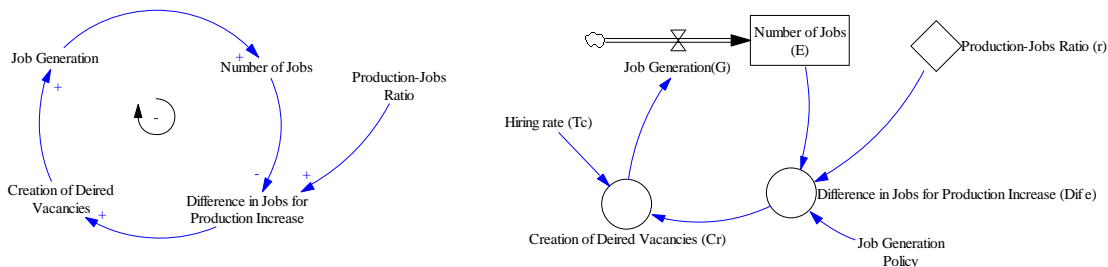 Job Generation
+
+
Number of Jobs
Production-Jobs
Ratio
+
-
-
+
Creation of Deired
Vacancies
+
Difference in Jobs for
Production Increase
Number of Jobs
(E)
Job Generation(G)
Production-Jobs Ratio (r)
Hiring rate (Tc)
Difference in Jobs for Production Increase (Dif e)
Creation of Deired Vacancies (Cr)
Job Generation
Policy